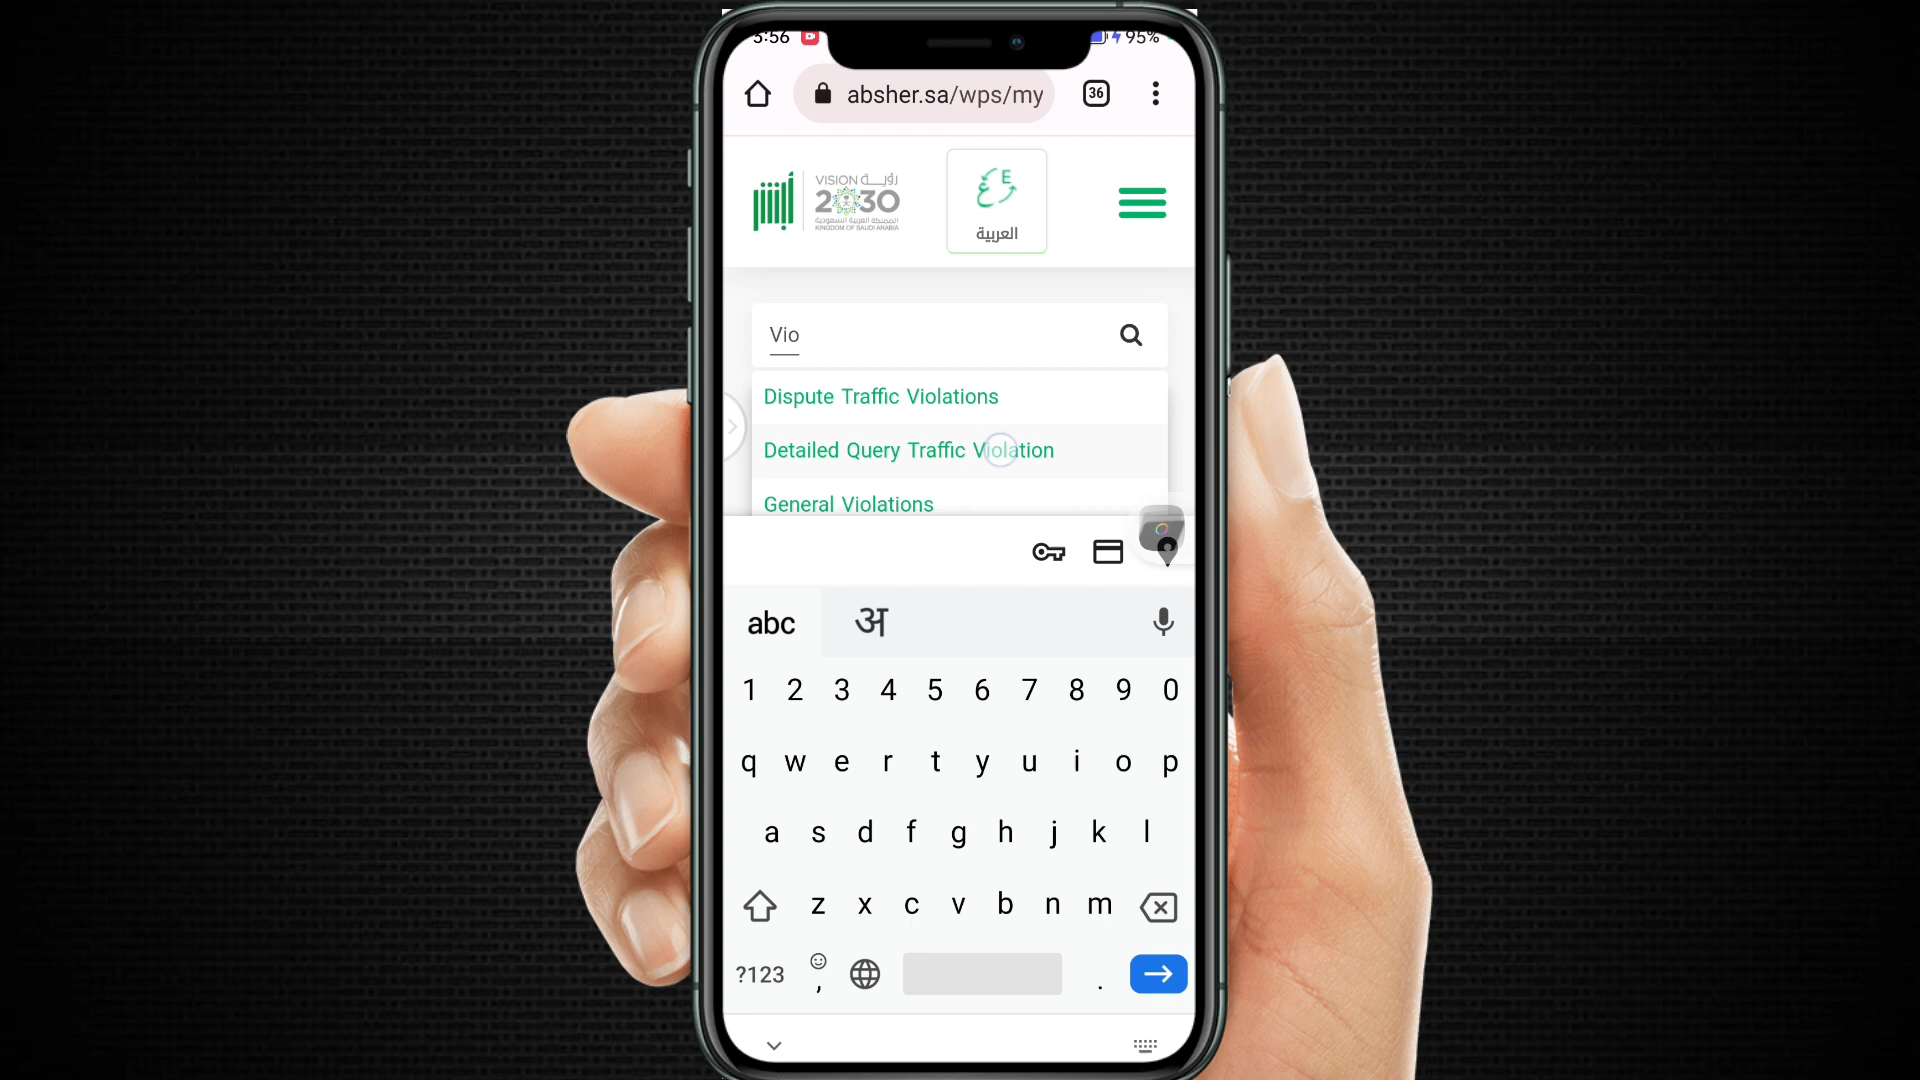 5:56
95%
absher.sa/wps/my
36
VISION رؤيــة
2030
المملكة العربية السعودية
KINGDOM OF SAUDI ARABIA
E
ع
العربية
Vio
Dispute Traffic Violations
Detailed Query Traffic Violation
General Violations
abc अ
1 2 3 4 5 6 7 8 9 0
q w e r t y u i o p
a s d f g h j k l
z x c v b n m
?123 , .